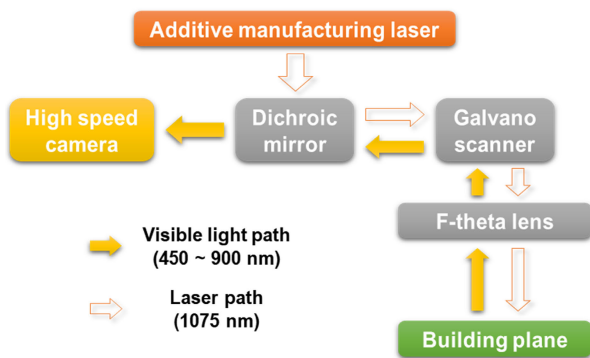 Additive manufacturing laser
High speed
camera
Dichroic
mirror
Galvano
scanner
F-theta lens
Visible light path
(450 ~ 900 nm)
Laser path
(1075 nm)
Building plane